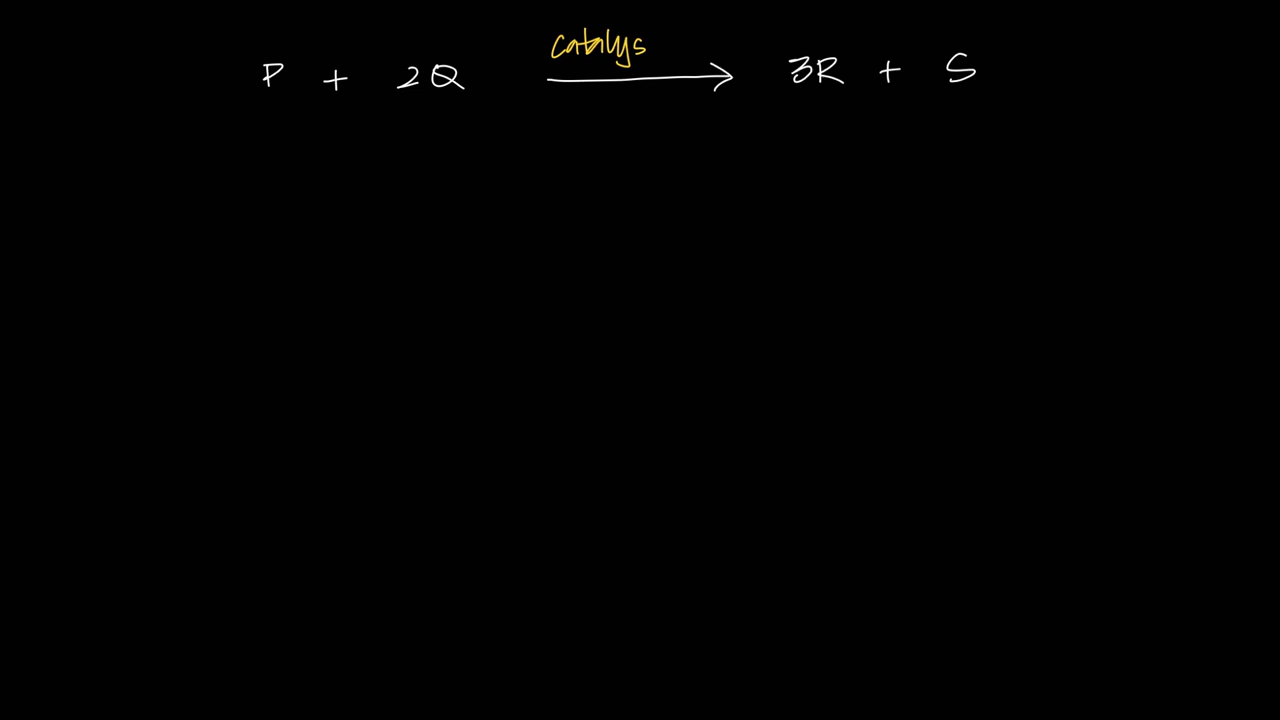 catalys
P + 2Q ⟶ 3R + S